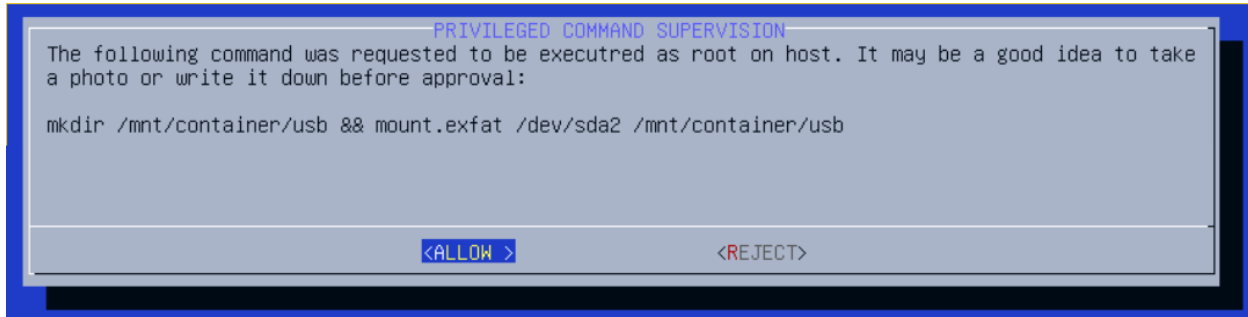 PRIVILEGED COMMAND SUPERVISION
The following command was requested to be executred as root on host. It may be a good idea to take
a photo or write it down before approval:
mkdir /mnt/container/usb && mount.exfat /dev/sda2 /mnt/container/usb
<ALLOW > <REJECT>